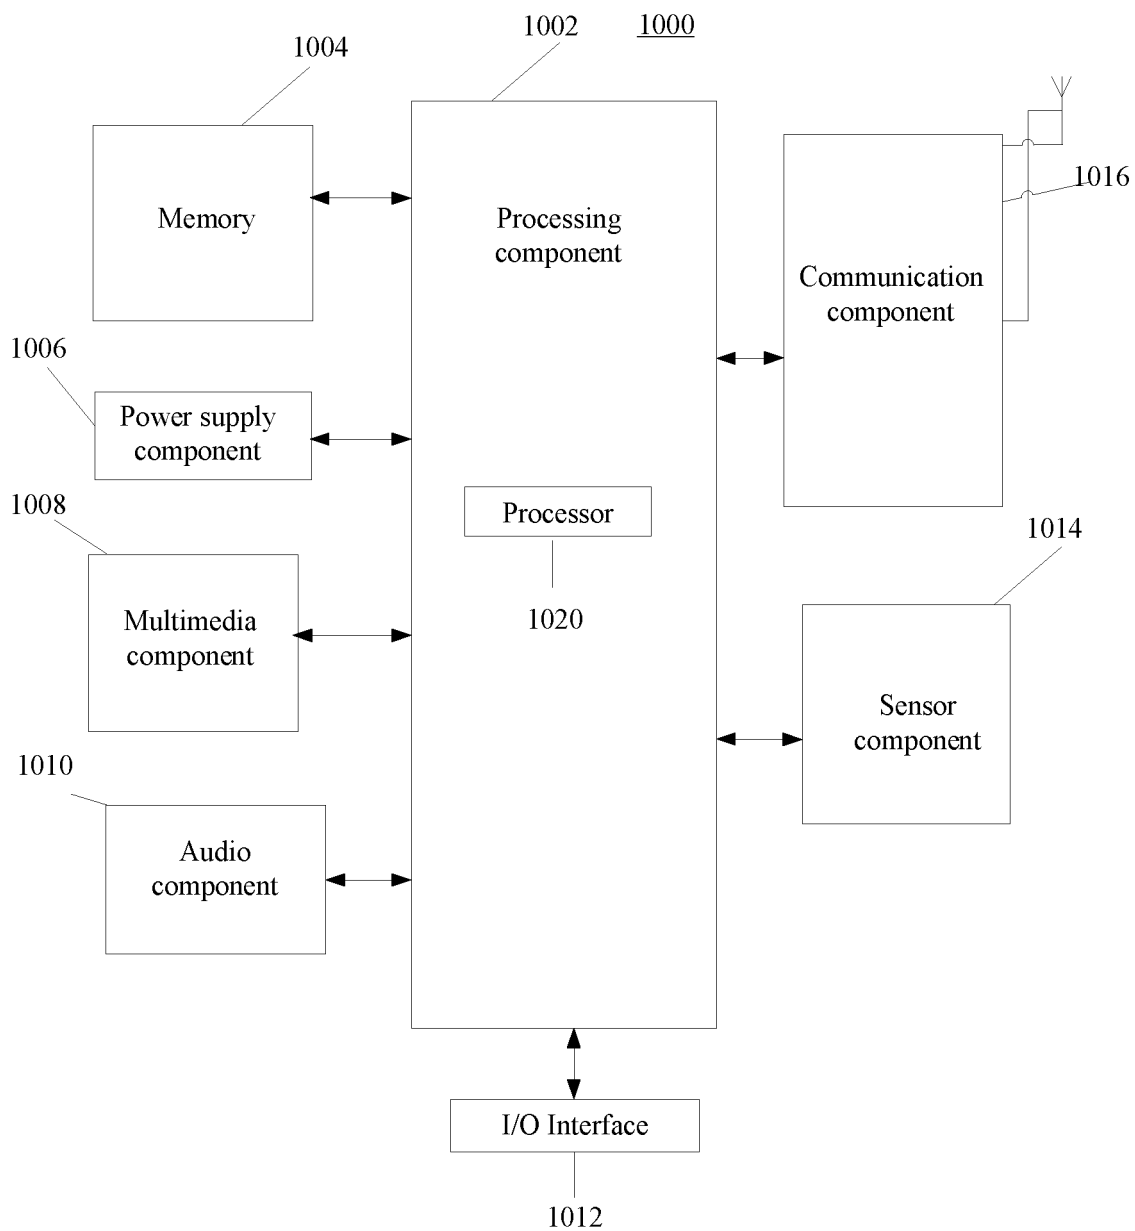 1002
1000
1004
Memory
Processing
component
1016
Communication
component
1006
Power supply
component
1008
Processor
1014
1020
Multimedia
component
Sensor
component
1010
Audio
component
I/O Interface
1012